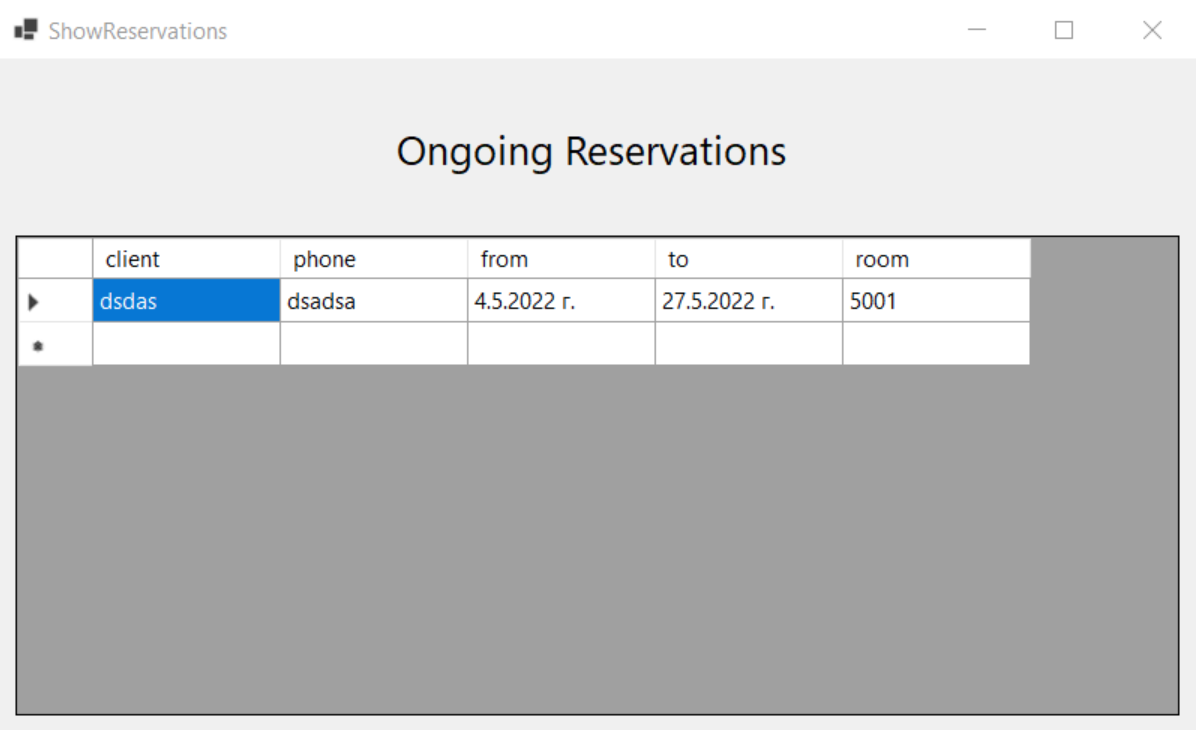 ShowReservations
Ongoing Reservations
client phone from to room
dsdas dsadsa 4.5.2022 г. 27.5.2022 г. 5001